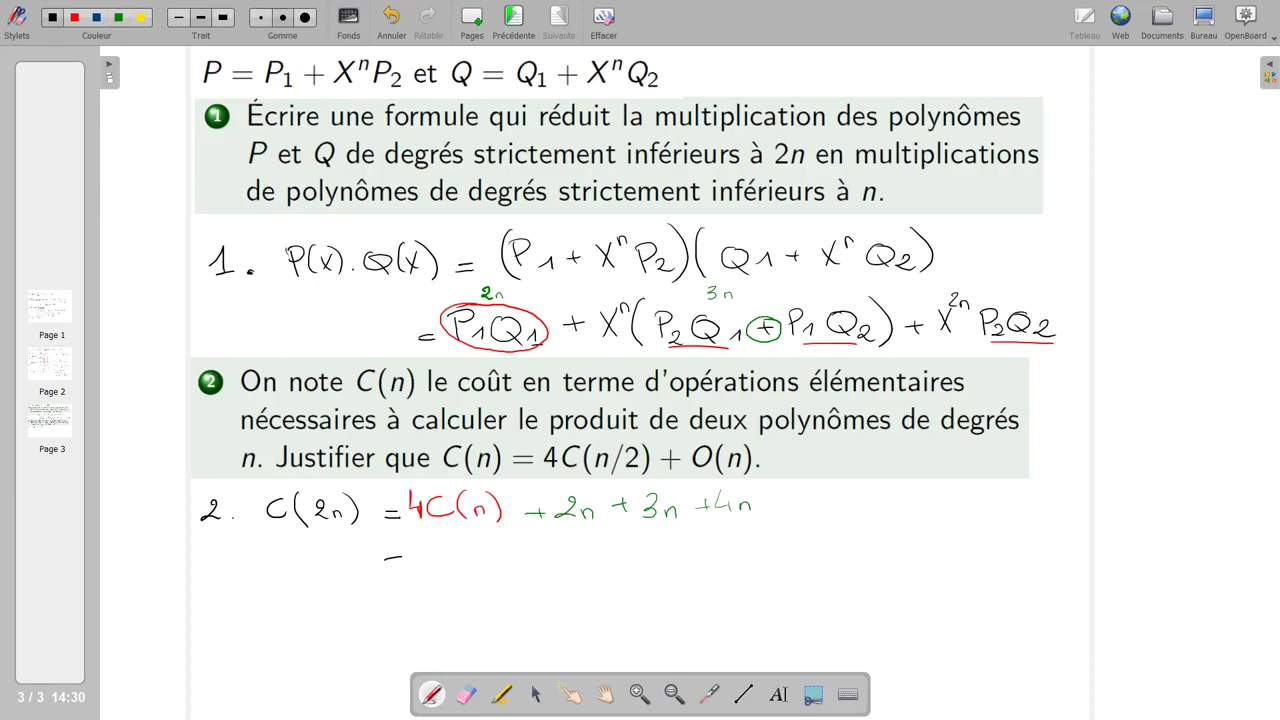 Stylets Couleur Trait Gomme Fonds Annuler Rétablir Pages Précédente Suivante Effacer Tableau Web Documents Bureau OpenBoard
P = P₁ + XⁿP₂ et Q = Q₁ + XⁿQ₂
1 Écrire une formule qui réduit la multiplication des polynômes
P et Q de degrés strictement inférieurs à 2n en multiplications
de polynômes de degrés strictement inférieurs à n.
1. P(X).Q(X) = (P1 + XⁿP₂)(Q1 + XⁿQ₂)
2n 3n
= P₁Q₁ + Xⁿ(P₂Q₁ + P₁Q₂) + X²ⁿP₂Q₂
2 On note C(n) le coût en terme d'opérations élémentaires
nécessaires à calculer le produit de deux polynômes de degrés
n. Justifier que C(n) = 4C(n/2) + O(n).
2. C(2n) = 4C(n) + 2n + 3n + 4n
Page 1
Page 2
Page 3
3 / 3 14:30
AI